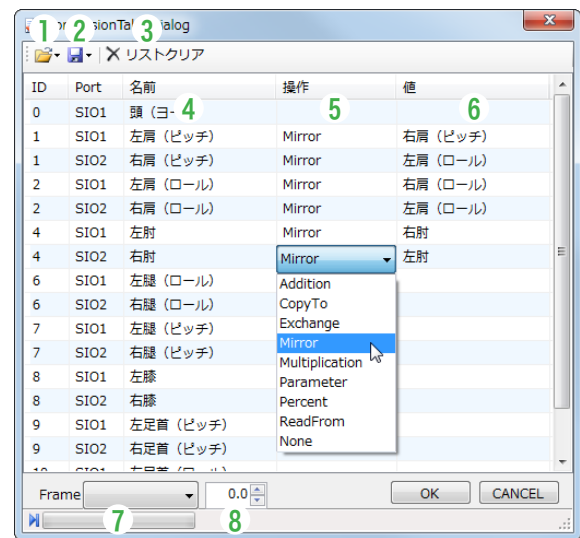 1 2 3
sionTa Dialog
リストクリア
ID Port 名前 操作 値
4 5 6
0 SIO1 頭（ヨ-
1 SIO1 左肩（ピッチ） Mirror 右肩（ピッチ）
1 SIO2 右肩（ピッチ） Mirror 左肩（ロール）
2 SIO1 左肩（ロール） Mirror 右肩（ロール）
2 SIO2 右肩（ロール） Mirror 左肩（ロール）
4 SIO1 左肘 Mirror 右肘
4 SIO2 右肘 Mirror 左肘
6 SIO1 左腿（ロール） Addition
6 SIO2 右腿（ロール） CopyTo
7 SIO1 左腿（ピッチ） Exchange
7 SIO2 右腿（ピッチ） Mirror
8 SIO1 左膝 Multiplication
8 SIO2 右膝 Parameter
9 SIO1 左足首（ピッチ） Percent
9 SIO2 右足首（ピッチ） ReadFrom
None
Frame 0.0 OK CANCEL
7 8